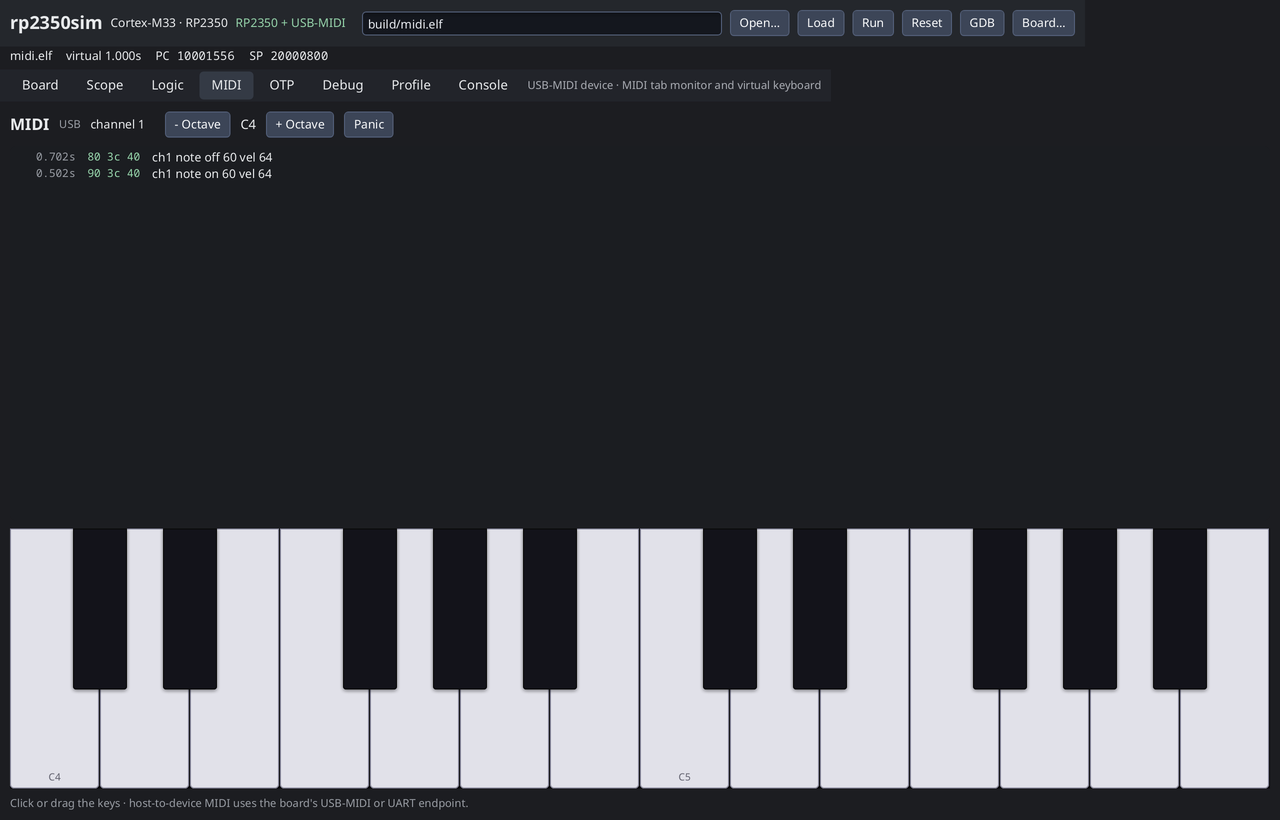 rp2350sim Cortex-M33 · RP2350 RP2350 + USB-MIDI build/midi.elf Open... Load Run Reset GDB Board...
midi.elf virtual 1.000s PC 10001556 SP 20000800
Board Scope Logic MIDI OTP Debug Profile Console USB-MIDI device · MIDI tab monitor and virtual keyboard
MIDI USB channel 1 - Octave C4 + Octave Panic
0.702s 80 3c 40 ch1 note off 60 vel 64
0.502s 90 3c 40 ch1 note on 60 vel 64
C4 C5
Click or drag the keys · host-to-device MIDI uses the board's USB-MIDI or UART endpoint.